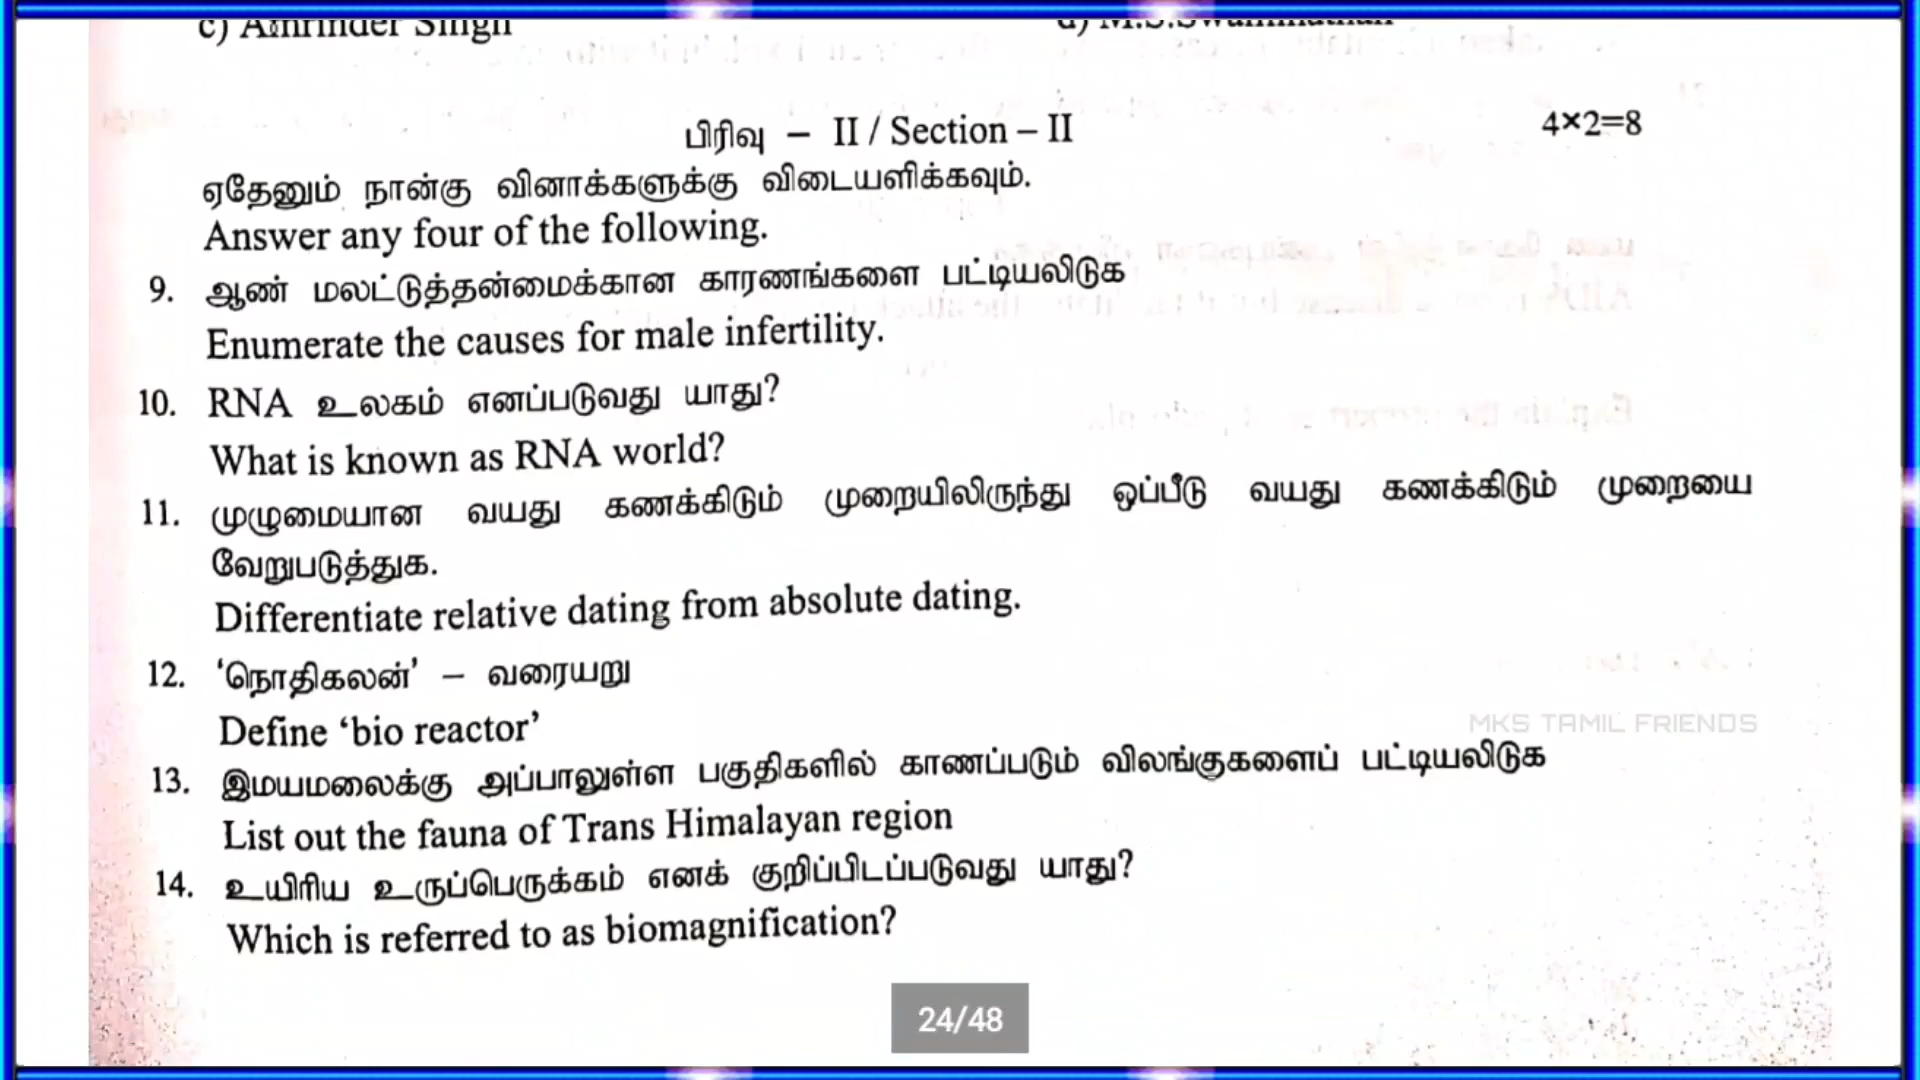 c) Amrinder Singh d) M.S.Swaminathan
பிரிவு – II / Section – II 4×2=8
ஏதேனும் நான்கு வினாக்களுக்கு விடையளிக்கவும்.
Answer any four of the following.
9. ஆண் மலட்டுத்தன்மைக்கான காரணங்களை பட்டியலிடுக
Enumerate the causes for male infertility.
10. RNA உலகம் எனப்படுவது யாது?
What is known as RNA world?
11. முழுமையான வயது கணக்கிடும் முறையிலிருந்து ஒப்பீடு வயது கணக்கிடும் முறையை
வேறுபடுத்துக.
Differentiate relative dating from absolute dating.
12. ‘நொதிகலன்’ – வரையறு
Define ‘bio reactor’
MKS TAMIL FRIENDS
13. இமயமலைக்கு அப்பாலுள்ள பகுதிகளில் காணப்படும் விலங்குகளைப் பட்டியலிடுக
List out the fauna of Trans Himalayan region
14. உயிரிய உருப்பெருக்கம் எனக் குறிப்பிடப்படுவது யாது?
Which is referred to as biomagnification?
24/48